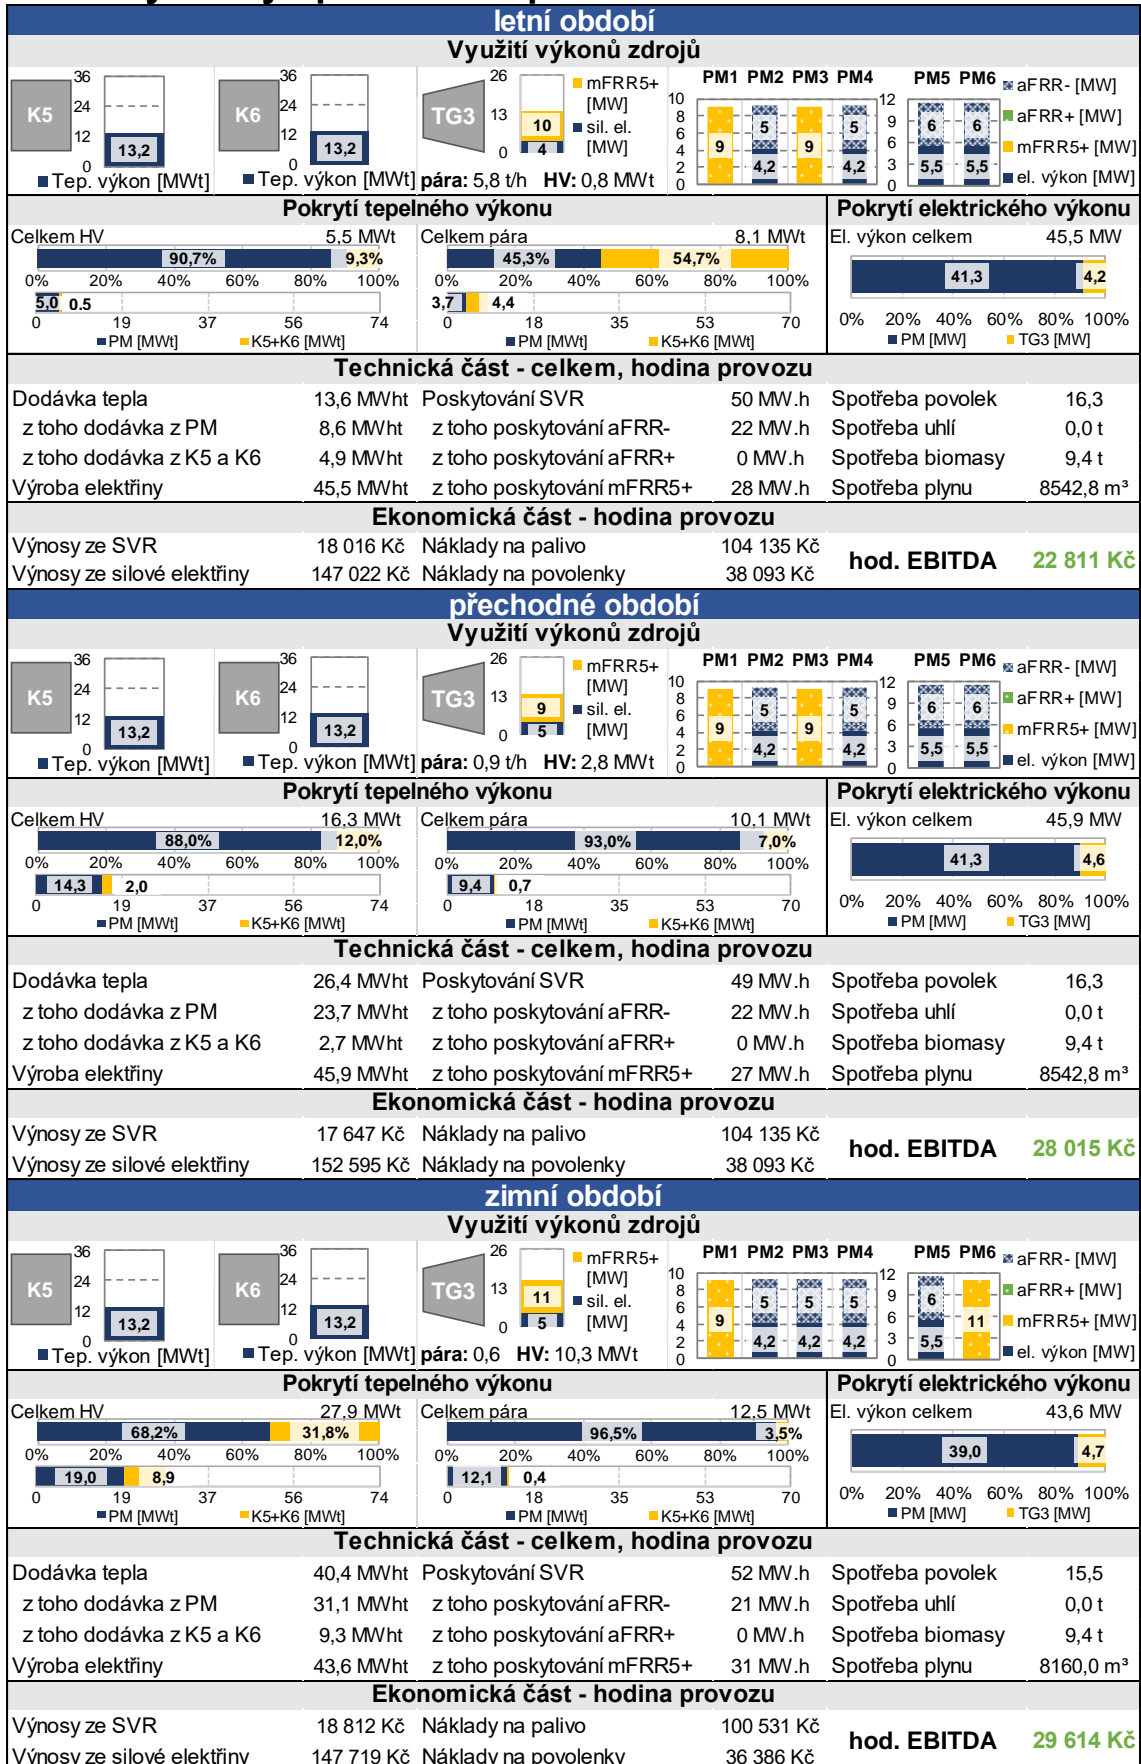 letní období
Využití výkonů zdrojů
K5
36
24
12
0
13,2
Tep. výkon [MWt]
K6
36
24
12
0
13,2
Tep. výkon [MWt]
TG3
26
13
0
10
4
mFRR5+ [MW]
sil. el. [MW]
pára: 5,8 t/h HV: 0,8 MWt
PM1 PM2 PM3 PM4
10
8
6
4
2
0
9 5 4,2 9 5 4,2
PM5 PM6
12
9
6
3
0
6 6
5,5 5,5
aFRR- [MW]
aFRR+ [MW]
mFRR5+ [MW]
el. výkon [MW]
Pokrytí tepelného výkonu Pokrytí elektrického výkonu
Celkem HV 5,5 MWt
90,7% 9,3%
0% 20% 40% 60% 80% 100%
5,0 0.5
0 19 37 56 74
PM [MWt] K5+K6 [MWt]
Celkem pára 8,1 MWt
45,3% 54,7%
0% 20% 40% 60% 80% 100%
3,7 4,4
0 18 35 53 70
PM [MWt] K5+K6 [MWt]
El. výkon celkem 45,5 MW
41,3 4,2
0% 20% 40% 60% 80% 100%
PM [MW] TG3 [MW]
Technická část - celkem, hodina provozu
Dodávka tepla 13,6 MWht Poskytování SVR 50 MW.h Spotřeba povolek 16,3
z toho dodávka z PM 8,6 MWht z toho poskytování aFRR- 22 MW.h Spotřeba uhlí 0,0 t
z toho dodávka z K5 a K6 4,9 MWht z toho poskytování aFRR+ 0 MW.h Spotřeba biomasy 9,4 t
Výroba elektřiny 45,5 MWht z toho poskytování mFRR5+ 28 MW.h Spotřeba plynu 8542,8 m³
Ekonomická část - hodina provozu
Výnosy ze SVR 18 016 Kč Náklady na palivo 104 135 Kč
Výnosy ze silové elektřiny 147 022 Kč Náklady na povolenky 38 093 Kč
hod. EBITDA 22 811 Kč
přechodné období
Využití výkonů zdrojů
K5
36
24
12
0
13,2
Tep. výkon [MWt]
K6
36
24
12
0
13,2
Tep. výkon [MWt]
TG3
26
13
0
9
5
mFRR5+ [MW]
sil. el. [MW]
pára: 0,9 t/h HV: 2,8 MWt
PM1 PM2 PM3 PM4
10
8
6
4
2
0
9 5 4,2 9 5 4,2
PM5 PM6
12
9
6
3
0
6 6
5,5 5,5
aFRR- [MW]
aFRR+ [MW]
mFRR5+ [MW]
el. výkon [MW]
Pokrytí tepelného výkonu Pokrytí elektrického výkonu
Celkem HV 16,3 MWt
88,0% 12,0%
0% 20% 40% 60% 80% 100%
14,3 2,0
0 19 37 56 74
PM [MWt] K5+K6 [MWt]
Celkem pára 10,1 MWt
93,0% 7,0%
0% 20% 40% 60% 80% 100%
9,4 0,7
0 18 35 53 70
PM [MWt] K5+K6 [MWt]
El. výkon celkem 45,9 MW
41,3 4,6
0% 20% 40% 60% 80% 100%
PM [MW] TG3 [MW]
Technická část - celkem, hodina provozu
Dodávka tepla 26,4 MWht Poskytování SVR 49 MW.h Spotřeba povolek 16,3
z toho dodávka z PM 23,7 MWht z toho poskytování aFRR- 22 MW.h Spotřeba uhlí 0,0 t
z toho dodávka z K5 a K6 2,7 MWht z toho poskytování aFRR+ 0 MW.h Spotřeba biomasy 9,4 t
Výroba elektřiny 45,9 MWht z toho poskytování mFRR5+ 27 MW.h Spotřeba plynu 8542,8 m³
Ekonomická část - hodina provozu
Výnosy ze SVR 17 647 Kč Náklady na palivo 104 135 Kč
Výnosy ze silové elektřiny 152 595 Kč Náklady na povolenky 38 093 Kč
hod. EBITDA 28 015 Kč
zimní období
Využití výkonů zdrojů
K5
36
24
12
0
13,2
Tep. výkon [MWt]
K6
36
24
12
0
13,2
Tep. výkon [MWt]
TG3
26
13
0
11
5
mFRR5+ [MW]
sil. el. [MW]
pára: 0,6 HV: 10,3 MWt
PM1 PM2 PM3 PM4
10
8
6
4
2
0
9 5 4,2 5 4,2 5 4,2
PM5 PM6
12
9
6
3
0
6 5,5 11
aFRR- [MW]
aFRR+ [MW]
mFRR5+ [MW]
el. výkon [MW]
Pokrytí tepelného výkonu Pokrytí elektrického výkonu
Celkem HV 27,9 MWt
68,2% 31,8%
0% 20% 40% 60% 80% 100%
19,0 8,9
0 19 37 56 74
PM [MWt] K5+K6 [MWt]
Celkem pára 12,5 MWt
96,5% 3,5%
0% 20% 40% 60% 80% 100%
12,1 0,4
0 18 35 53 70
PM [MWt] K5+K6 [MWt]
El. výkon celkem 43,6 MW
39,0 4,7
0% 20% 40% 60% 80% 100%
PM [MW] TG3 [MW]
Technická část - celkem, hodina provozu
Dodávka tepla 40,4 MWht Poskytování SVR 52 MW.h Spotřeba povolek 15,5
z toho dodávka z PM 31,1 MWht z toho poskytování aFRR- 21 MW.h Spotřeba uhlí 0,0 t
z toho dodávka z K5 a K6 9,3 MWht z toho poskytování aFRR+ 0 MW.h Spotřeba biomasy 9,4 t
Výroba elektřiny 43,6 MWht z toho poskytování mFRR5+ 31 MW.h Spotřeba plynu 8160,0 m³
Ekonomická část - hodina provozu
Výnosy ze SVR 18 812 Kč Náklady na palivo 100 531 Kč
Výnosy ze silové elektřiny 147 719 Kč Náklady na povolenky 36 386 Kč
hod. EBITDA 29 614 Kč